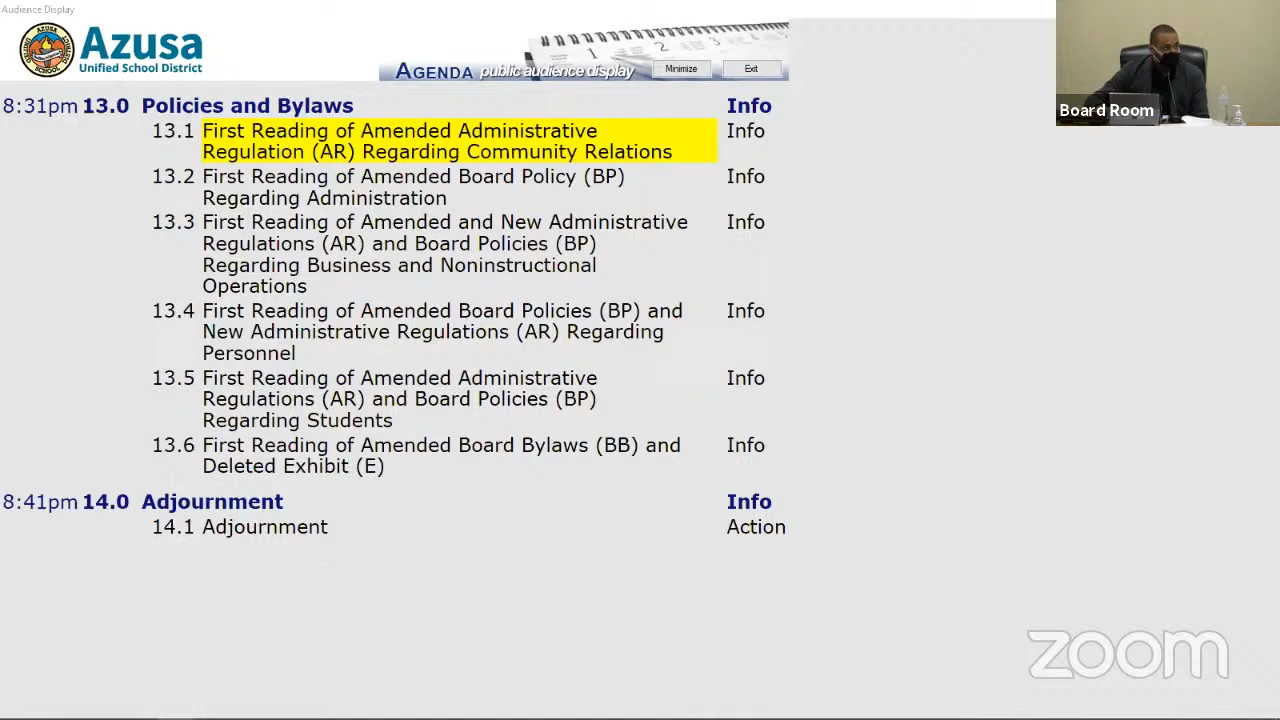 Audience Display
Azusa
Unified School District
AGENDA public audience display
Minimize
Exit
Board Room
8:31pm 13.0 Policies and Bylaws Info
13.1 First Reading of Amended Administrative Info
Regulation (AR) Regarding Community Relations
13.2 First Reading of Amended Board Policy (BP) Info
Regarding Administration
13.3 First Reading of Amended and New Administrative Info
Regulations (AR) and Board Policies (BP)
Regarding Business and Noninstructional
Operations
13.4 First Reading of Amended Board Policies (BP) and Info
New Administrative Regulations (AR) Regarding
Personnel
13.5 First Reading of Amended Administrative Info
Regulations (AR) and Board Policies (BP)
Regarding Students
13.6 First Reading of Amended Board Bylaws (BB) and Info
Deleted Exhibit (E)
8:41pm 14.0 Adjournment Info
14.1 Adjournment Action
zoom